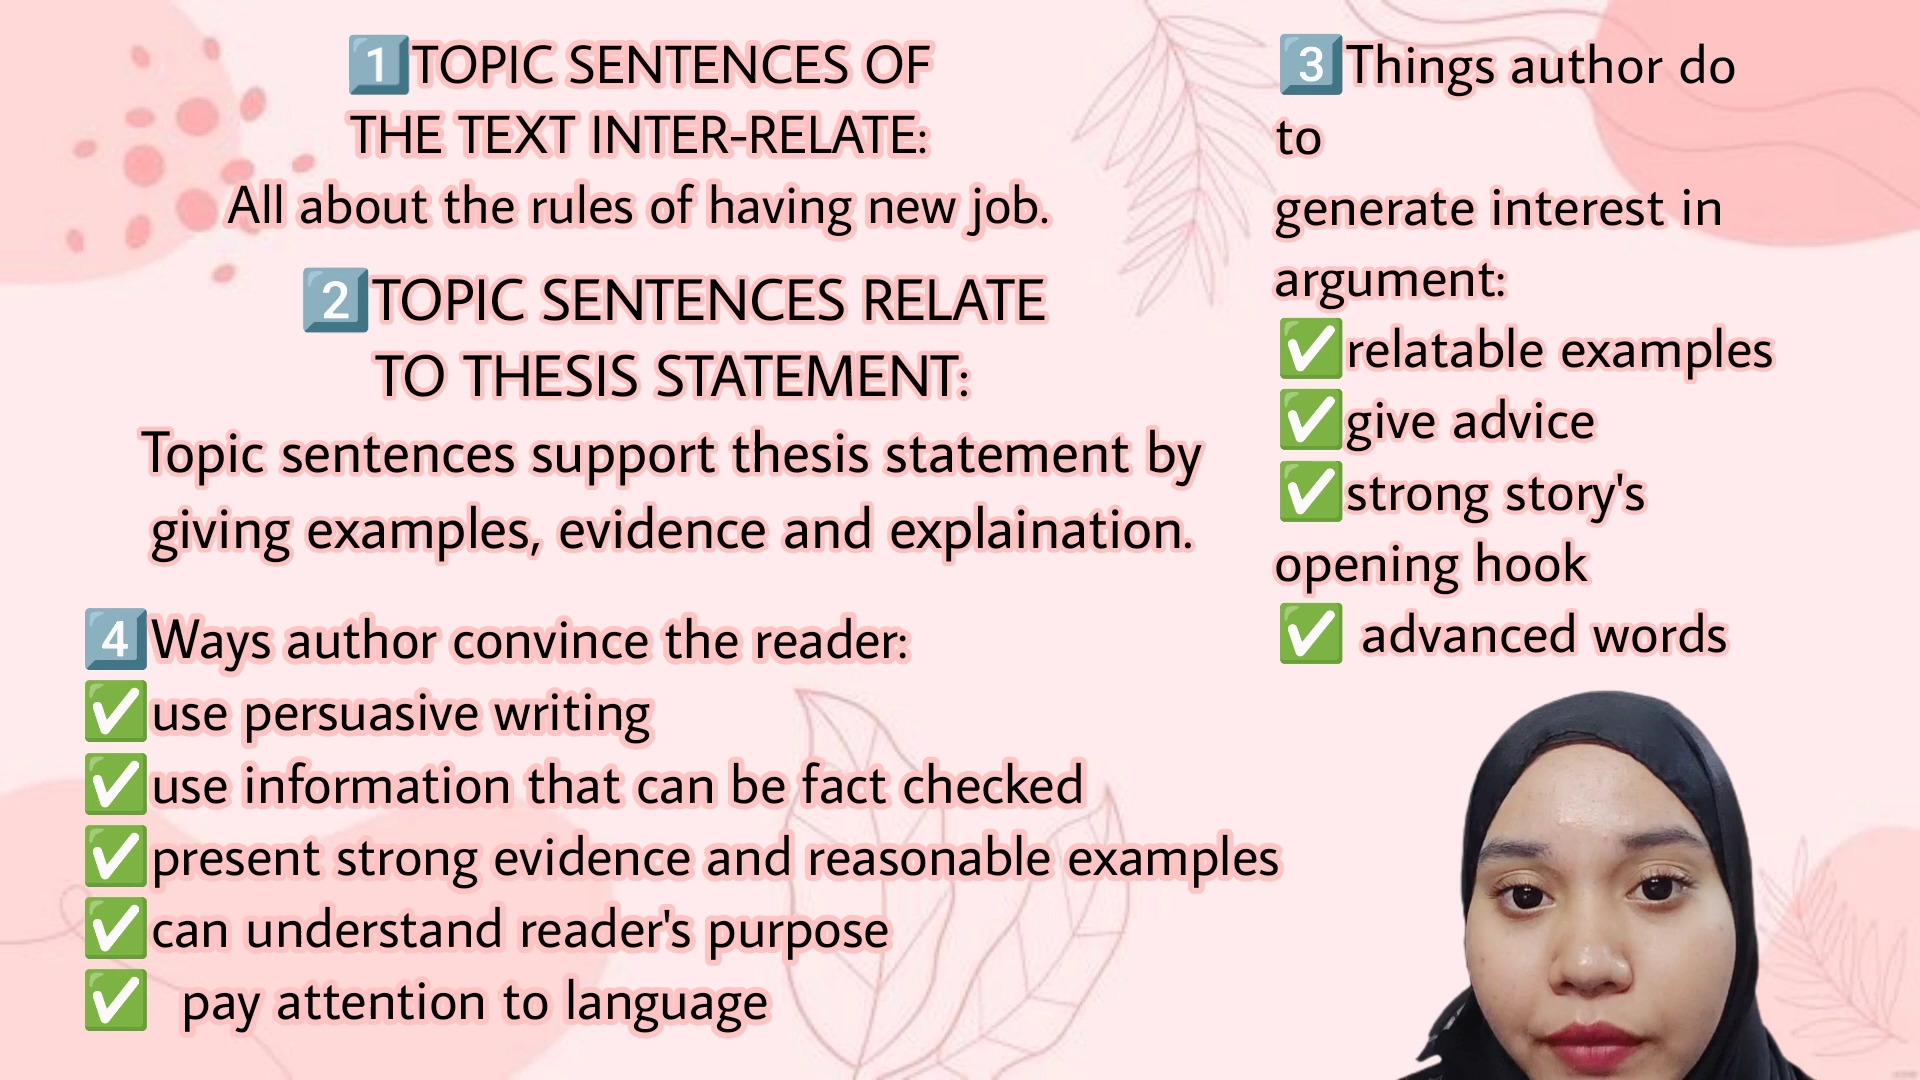 1️⃣TOPIC SENTENCES OF
THE TEXT INTER-RELATE:
All about the rules of having new job.
2️⃣TOPIC SENTENCES RELATE
TO THESIS STATEMENT:
Topic sentences support thesis statement by
giving examples, evidence and explaination.
3️⃣Things author do
to
generate interest in
argument:
✅relatable examples
✅give advice
✅strong story's
opening hook
✅ advanced words
4️⃣Ways author convince the reader:
✅use persuasive writing
✅use information that can be fact checked
✅present strong evidence and reasonable examples
✅can understand reader's purpose
✅ pay attention to language